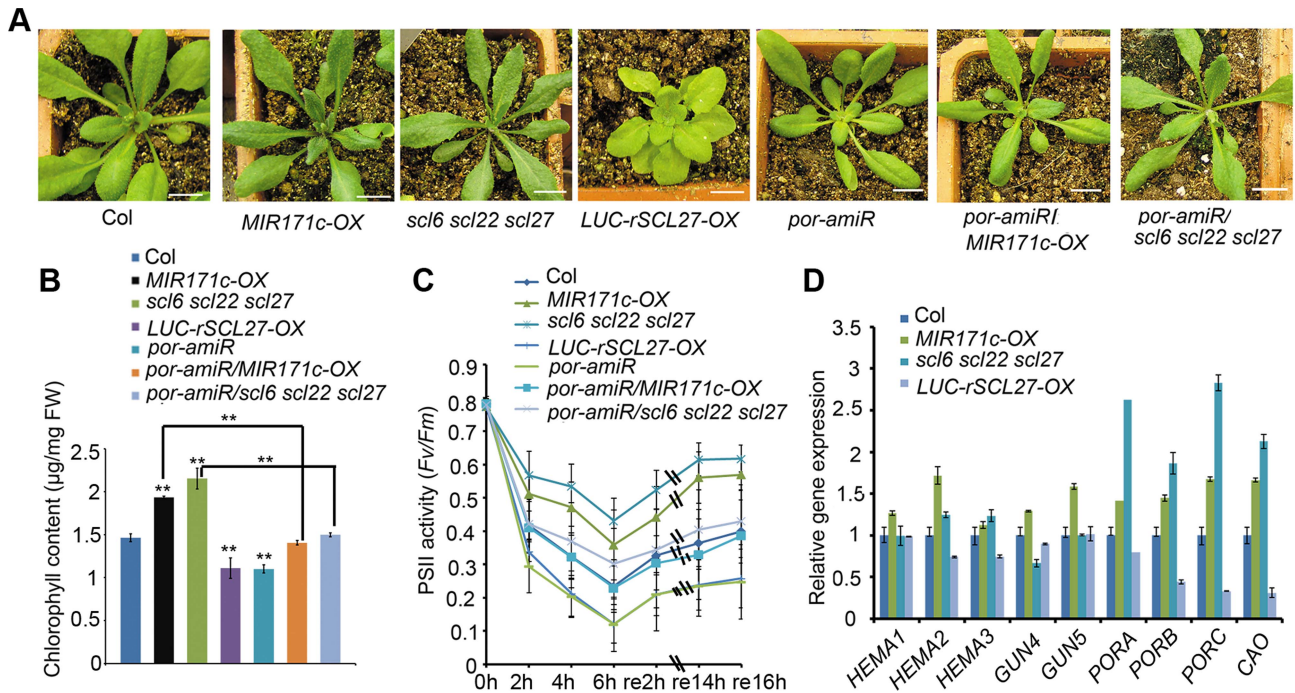 A
Col
MIR171c-OX
scl6 scl22 scl27
LUC-rSCL27-OX
por-amiR
por-amiR/
MIR171c-OX
por-amiR/
scl6 scl22 scl27
B
Col
MIR171c-OX
scl6 scl22 scl27
LUC-rSCL27-OX
por-amiR
por-amiR/MIR171c-OX
por-amiR/scl6 scl22 scl27
Chlorophyll content (µg/mg FW)
2.5
2
1.5
1
0.5
0
**
**
**
**
**
**
C
Col
MIR171c-OX
scl6 scl22 scl27
LUC-rSCL27-OX
por-amiR
por-amiR/MIR171c-OX
por-amiR/scl6 scl22 scl27
PSII activity (Fv/Fm)
0.9
0.8
0.7
0.6
0.5
0.4
0.3
0.2
0.1
0
0h 2h 4h 6h re2h re14h re16h
D
Col
MIR171c-OX
scl6 scl22 scl27
LUC-rSCL27-OX
Relative gene expression
3.5
3
2.5
2
1.5
1
0.5
0
HEMA1 HEMA2 HEMA3 GUN4 GUN5 PORA PORB PORC CAO